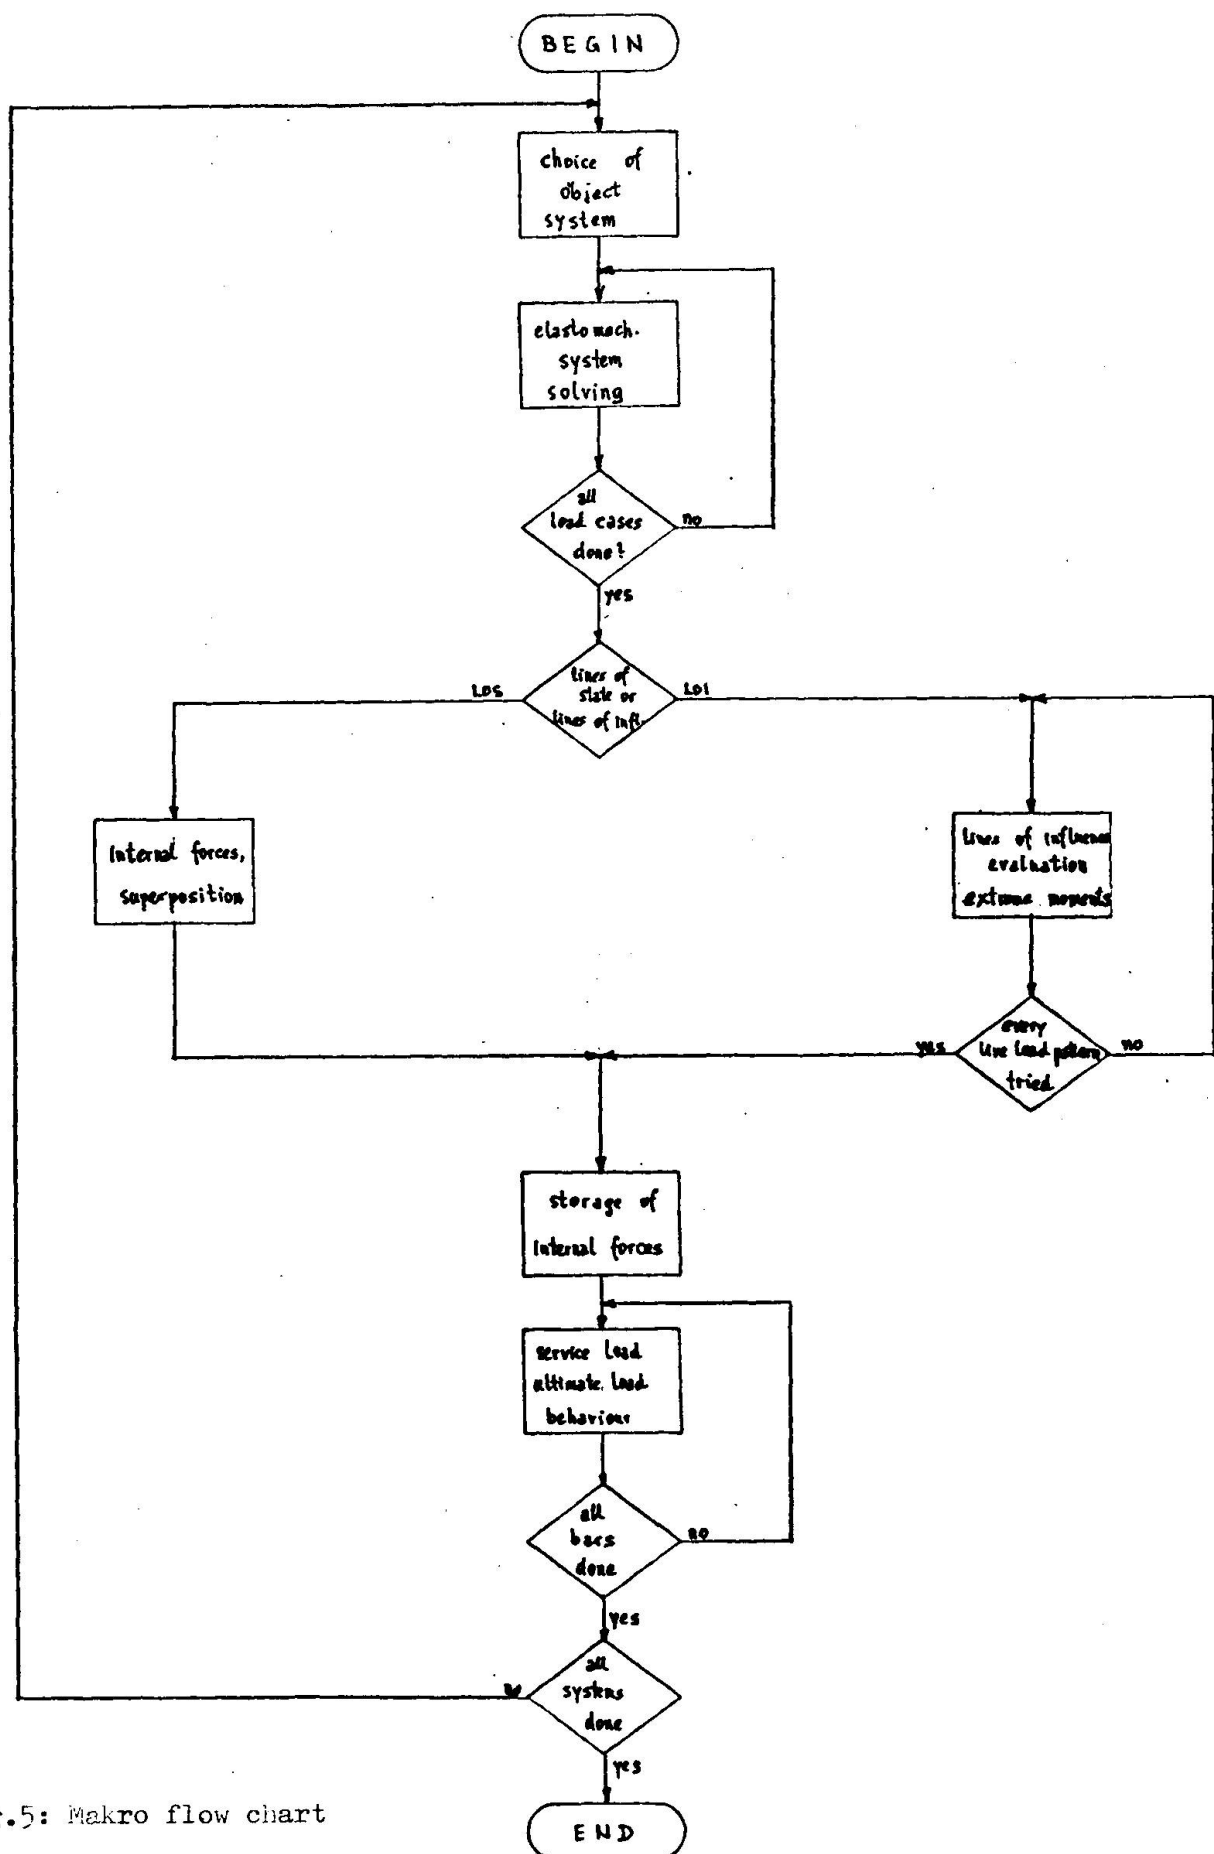 BEGIN
choice of
object
system
elastomech.
system
solving
all
load cases
done?
no
yes
lines of
state or
lines of infl.
LOS
LOI
Internal forces,
superposition
lines of influence
evaluation
extreme moments
every
live load pattern
tried
yes
no
storage of
Internal forces
service load
ultimate load
behaviour
all
bars
done
no
yes
all
systems
done
no
yes
END
.5: Makro flow chart